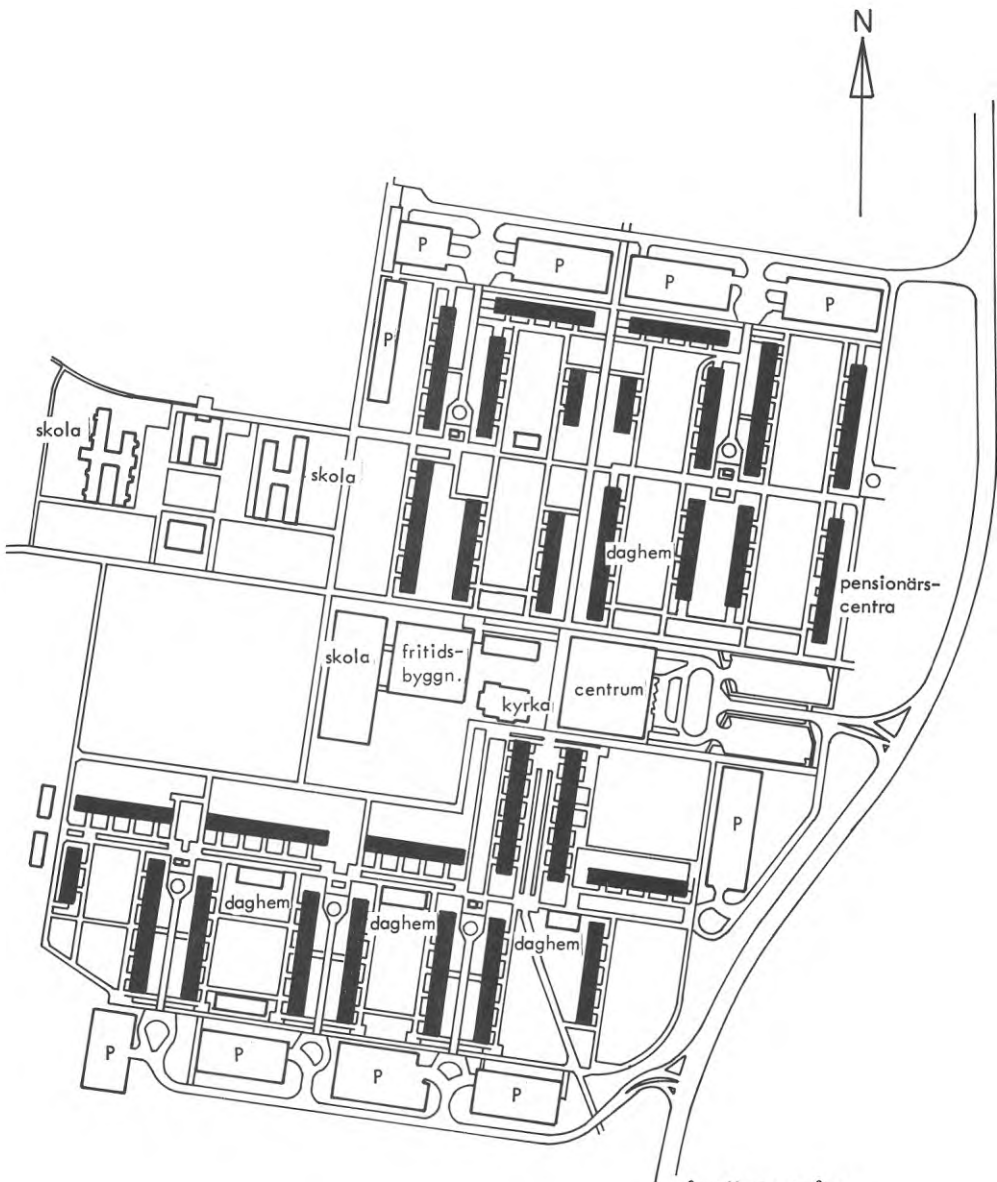 N
P
P
P
P
P
skola
skola
daghem
pensionärs-
centra
skola
fritids-
byggn.
kyrka
centrum
P
daghem
daghem
daghem
P
P
P
P